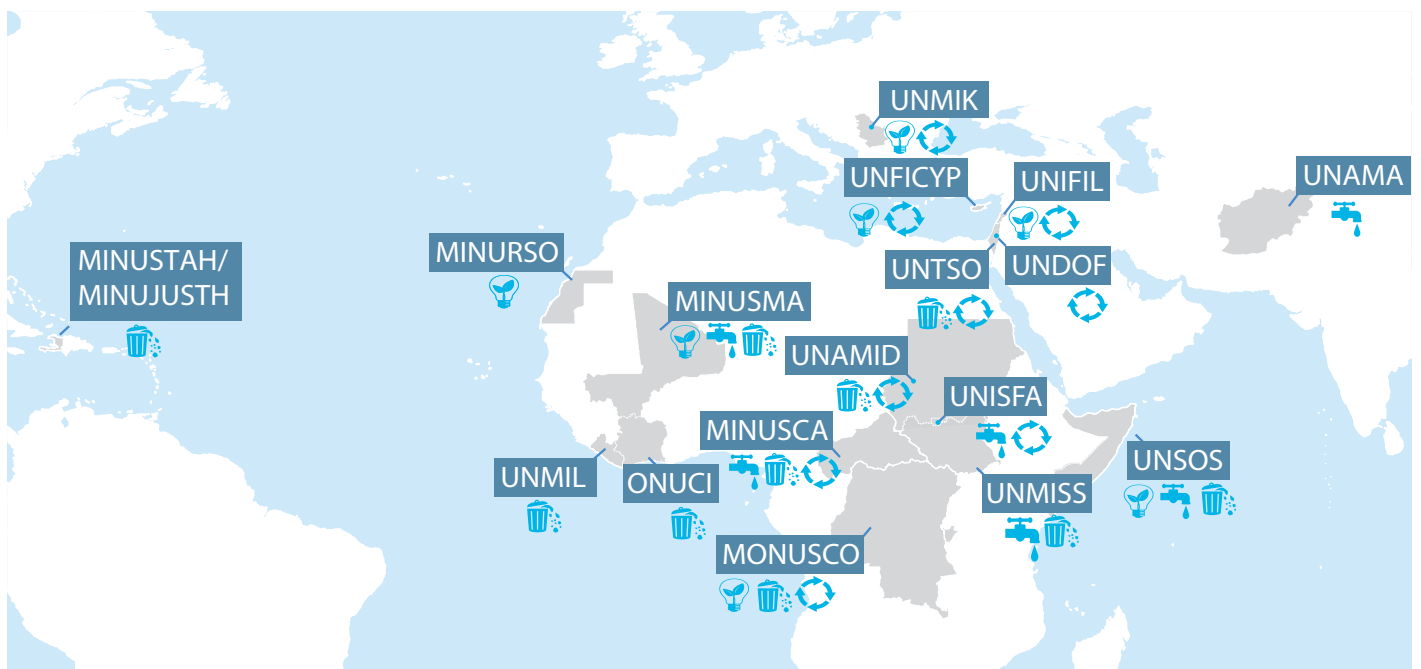 UNMIK
UNFICYP
UNIFIL
UNAMA
MINUSTAH/
MINUJUSTH
MINURSO
UNTSO
UNDOF
MINUSMA
UNAMID
UNISFA
MINUSCA
UNSOS
UNMIL
ONUCI
UNMISS
MONUSCO